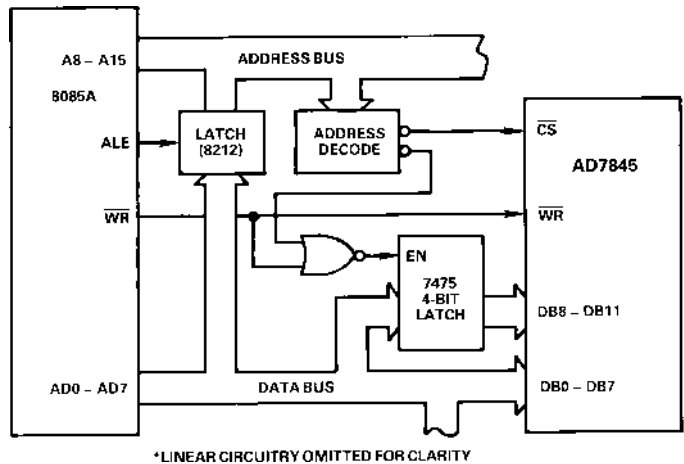 A8 – A15
8085A
ALE
WR
AD0 – AD7
ADDRESS BUS
LATCH
(8212)
ADDRESS
DECODE
EN
7475
4-BIT
LATCH
DATA BUS
CS
AD7845
WR
DB8 – DB11
DB0 – DB7
*LINEAR CIRCUITRY OMITTED FOR CLARITY